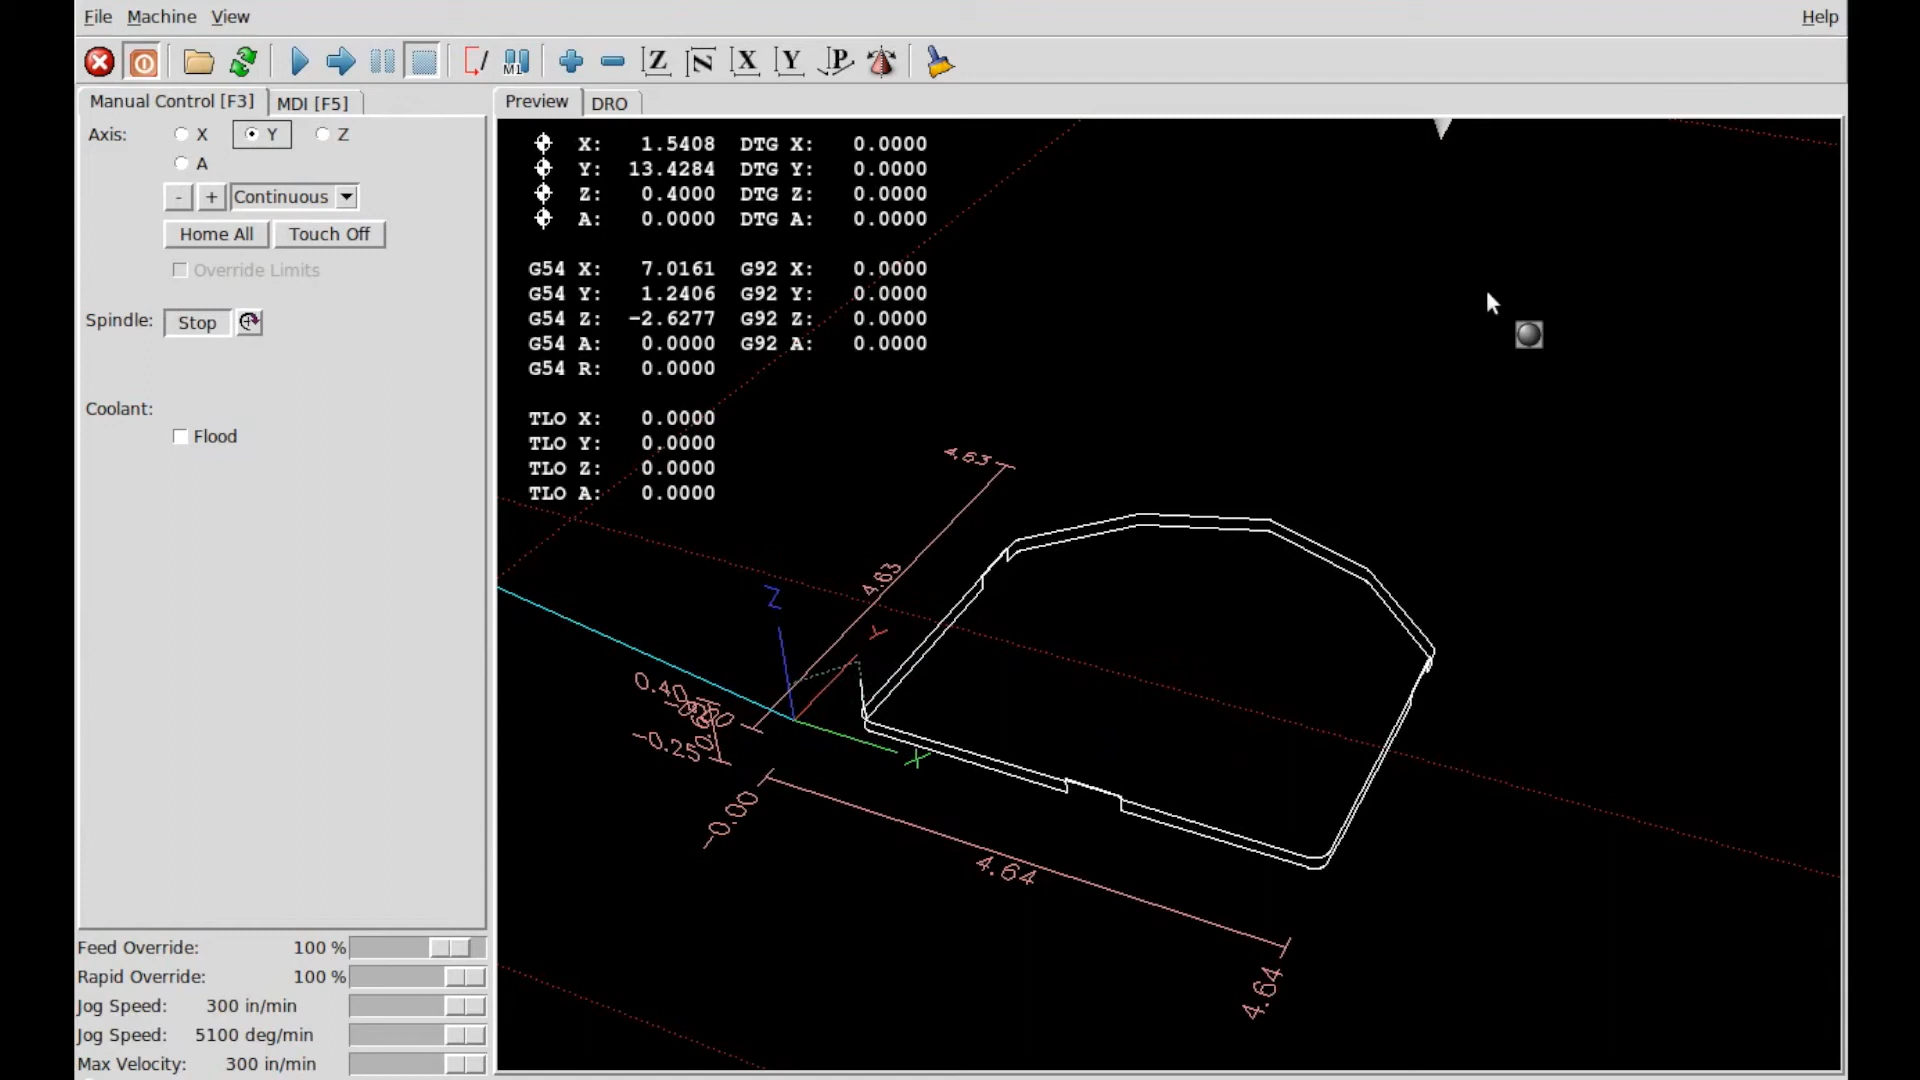 File Machine View Help
Z N X Y P
M1
Manual Control [F3] MDI [F5] Preview DRO
Axis: X Y Z
A
- + Continuous
Home All Touch Off
Override Limits
Spindle: Stop
Coolant:
Flood
Feed Override: 100 %
Rapid Override: 100 %
Jog Speed: 300 in/min
Jog Speed: 5100 deg/min
Max Velocity: 300 in/min
X: 1.5408 DTG X: 0.0000
Y: 13.4284 DTG Y: 0.0000
Z: 0.4000 DTG Z: 0.0000
A: 0.0000 DTG A: 0.0000
G54 X: 7.0161 G92 X: 0.0000
G54 Y: 1.2406 G92 Y: 0.0000
G54 Z: -2.6277 G92 Z: 0.0000
G54 A: 0.0000 G92 A: 0.0000
G54 R: 0.0000
TLO X: 0.0000
TLO Y: 0.0000
TLO Z: 0.0000
TLO A: 0.0000
4.63
4.63
Z
Y
X
0.40
-0.25
-0.00
4.64
4.64